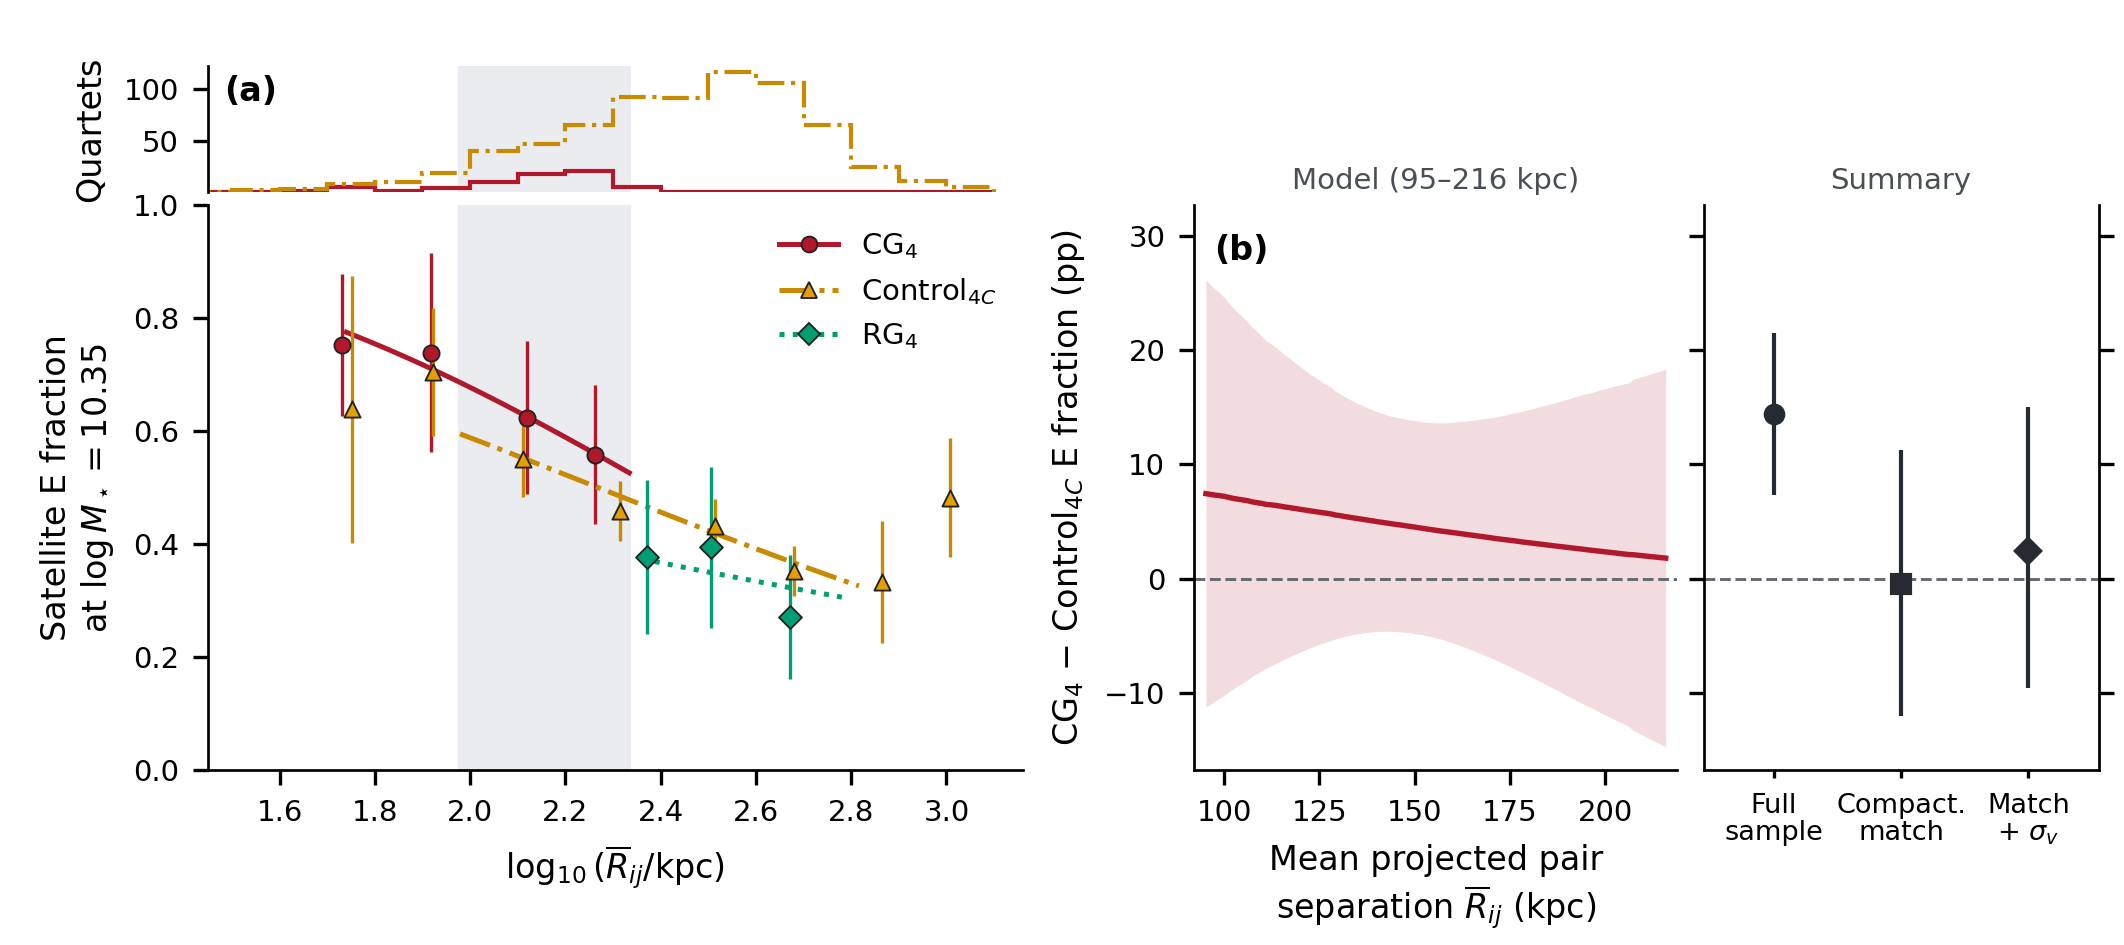 (a)
Quartets
100
50
1.0
0.8
0.6
0.4
0.2
0.0
Satellite E fraction
at log M⋆ = 10.35
CG₄
Control₄C
RG₄
1.6 1.8 2.0 2.2 2.4 2.6 2.8 3.0
log₁₀ (R̅ij/kpc)
Model (95–216 kpc)
Summary
(b)
CG₄ − Control₄C E fraction (pp)
30
20
10
0
−10
100 125 150 175 200
Mean projected pair
separation R̅ij (kpc)
Full
sample
Compact.
match
Match
+ σᵥ